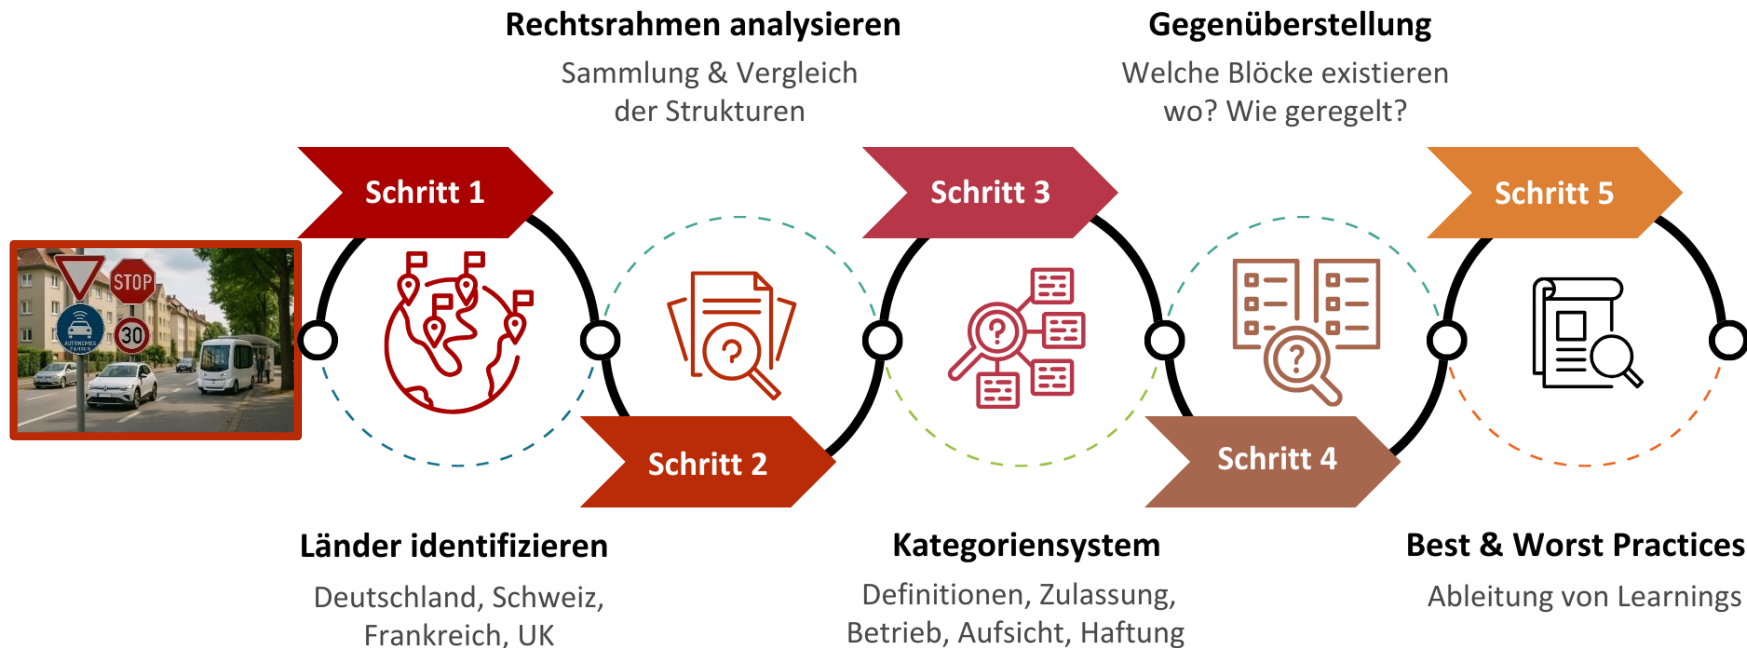 Rechtsrahmen analysieren
Sammlung & Vergleich
der Strukturen
Gegenüberstellung
Welche Blöcke existieren
wo? Wie geregelt?
Schritt 1
Schritt 3
Schritt 5
STOP
AUTONOMES
30
?
?
?
Schritt 2
Schritt 4
Länder identifizieren
Deutschland, Schweiz,
Frankreich, UK
Kategoriensystem
Definitionen, Zulassung,
Betrieb, Aufsicht, Haftung
Best & Worst Practices
Ableitung von Learnings